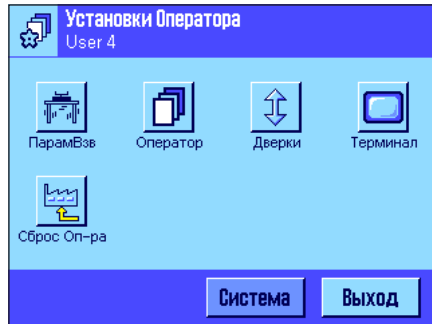 Установки Оператора
User 4
ПарамВзв
Оператор
Дверки
Терминал
Сброс Оп-ра
Система
Выход